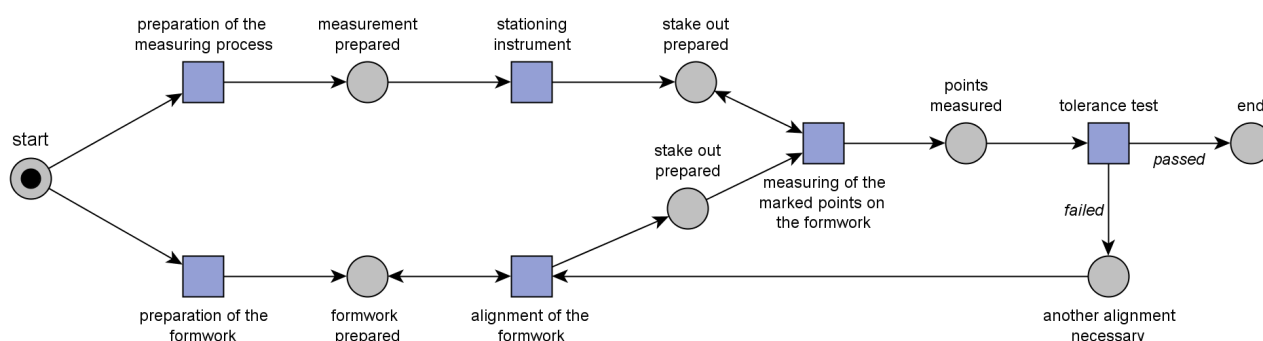 preparation of the
measuring process
measurement
prepared
stationing
instrument
stake out
prepared
points
measured
tolerance test
end
start
stake out
prepared
passed
measuring of the
marked points on
the formwork
failed
preparation of the
formwork
formwork
prepared
alignment of the
formwork
another alignment
necessary